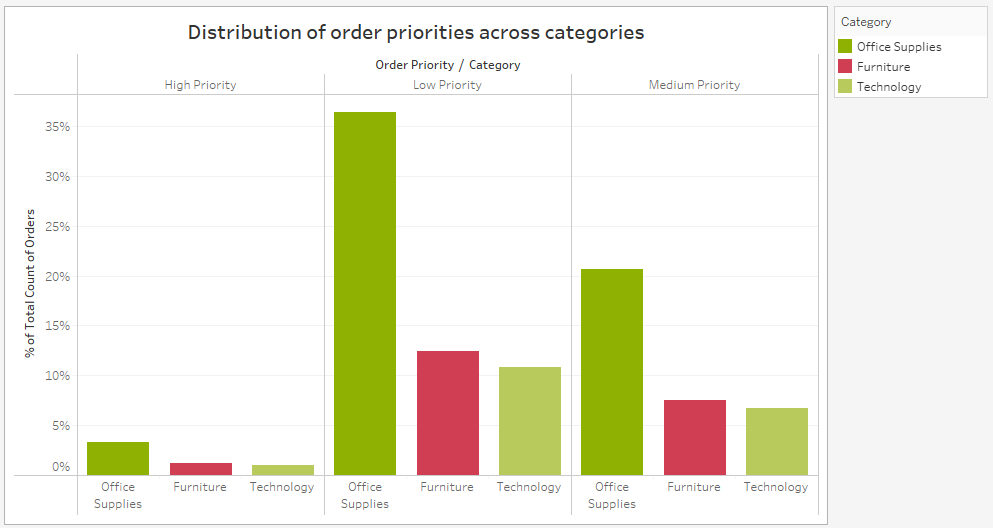 Distribution of order priorities across categories
Order Priority / Category
High Priority
Low Priority
Medium Priority
% of Total Count of Orders
35%
30%
25%
20%
15%
10%
5%
0%
Office
Supplies
Furniture
Technology
Office
Supplies
Furniture
Technology
Office
Supplies
Furniture
Technology
Category
Office Supplies
Furniture
Technology